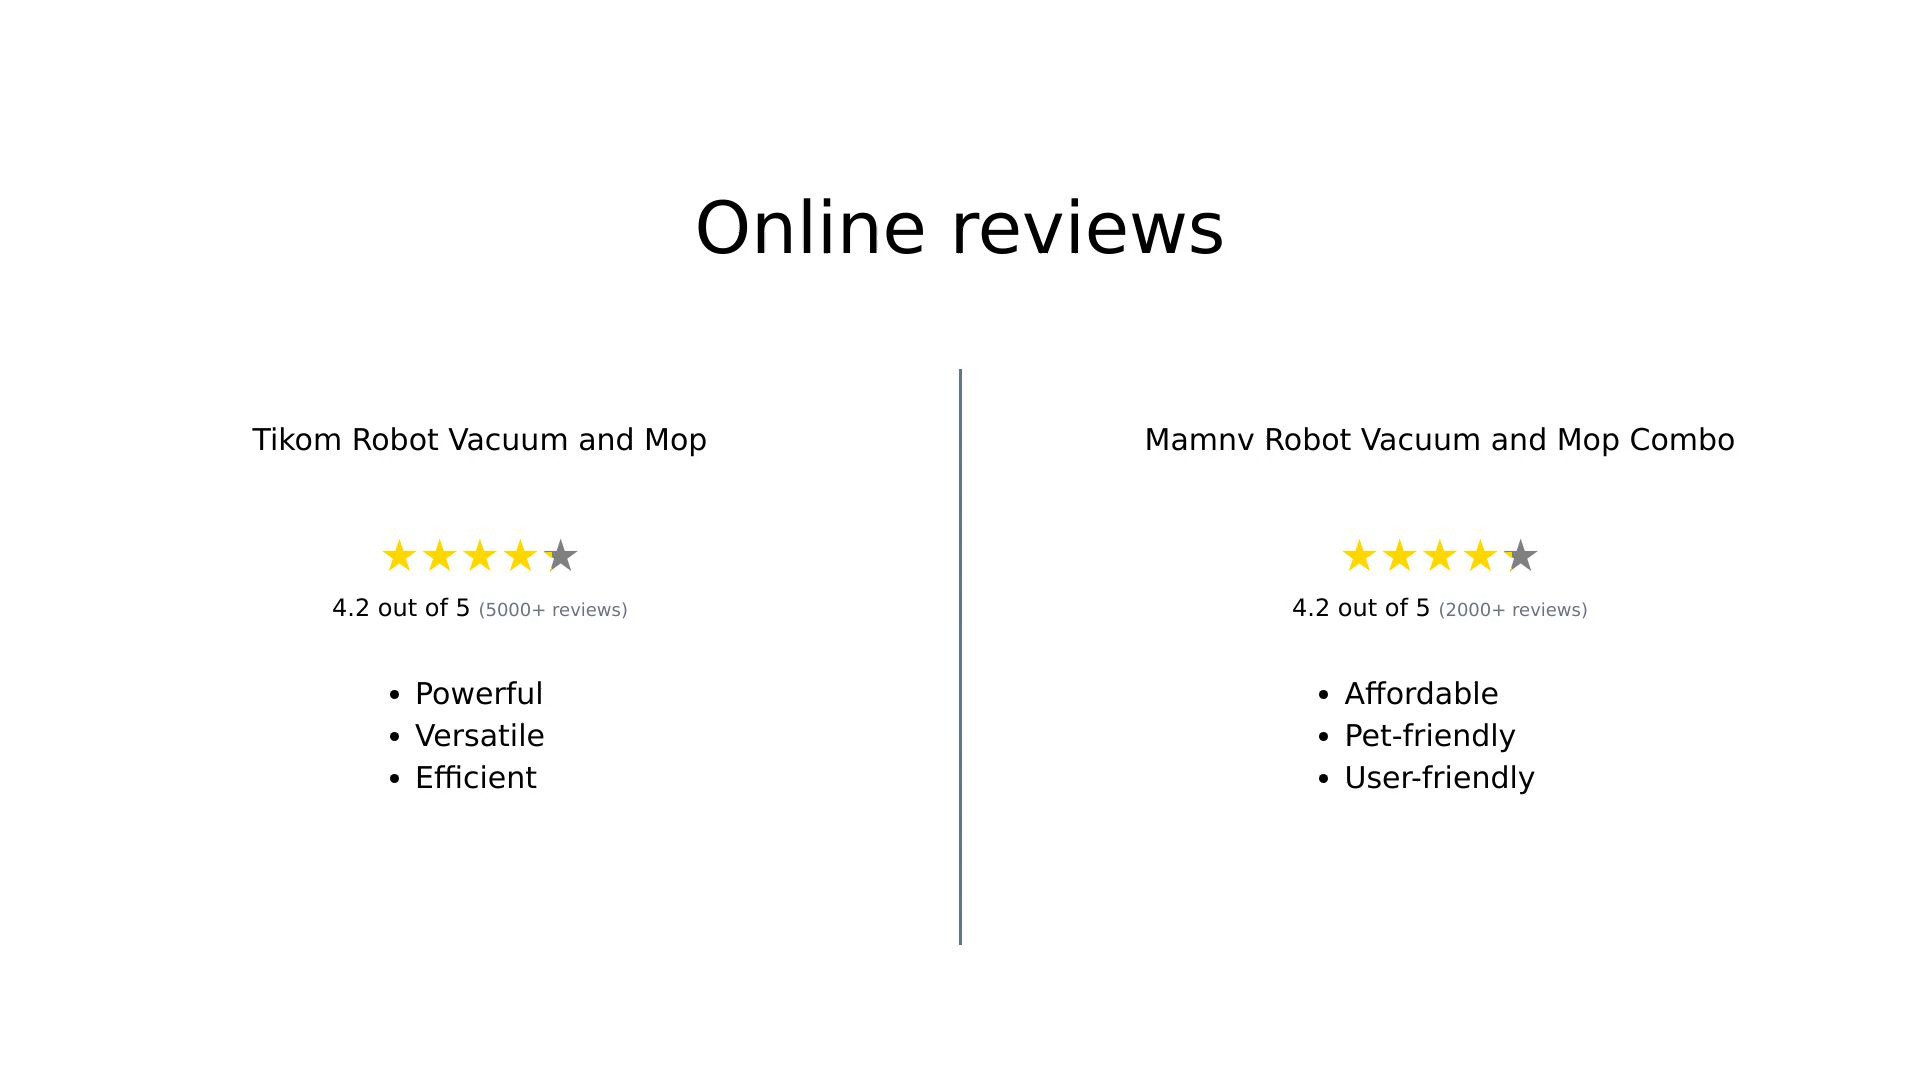 Online reviews
Tikom Robot Vacuum and Mop
4.2 out of 5 (5000+ reviews)
• Powerful
• Versatile
• Efficient
Mamnv Robot Vacuum and Mop Combo
4.2 out of 5 (2000+ reviews)
• Affordable
• Pet-friendly
• User-friendly